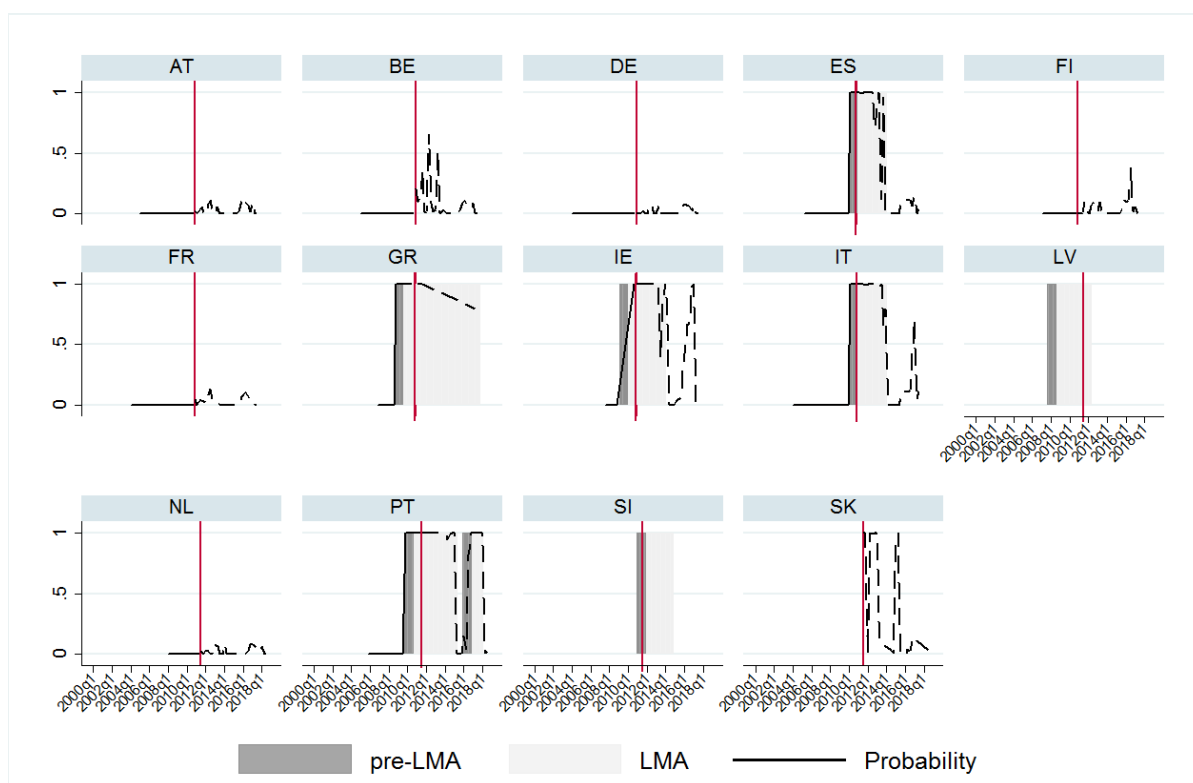 AT BE DE ES FI
0 .5 1
FR GR IE IT LV
0 .5 1
2000q1 2002q1 2004q1 2006q1 2008q1 2010q1 2012q1 2014q1 2016q1 2018q1
NL PT SI SK
0 .5 1
2000q1 2002q1 2004q1 2006q1 2008q1 2010q1 2012q1 2014q1 2016q1 2018q1 2000q1 2002q1 2004q1 2006q1 2008q1 2010q1 2012q1 2014q1 2016q1 2018q1 2000q1 2002q1 2004q1 2006q1 2008q1 2010q1 2012q1 2014q1 2016q1 2018q1 2000q1 2002q1 2004q1 2006q1 2008q1 2010q1 2012q1 2014q1 2016q1 2018q1
pre-LMA LMA Probability